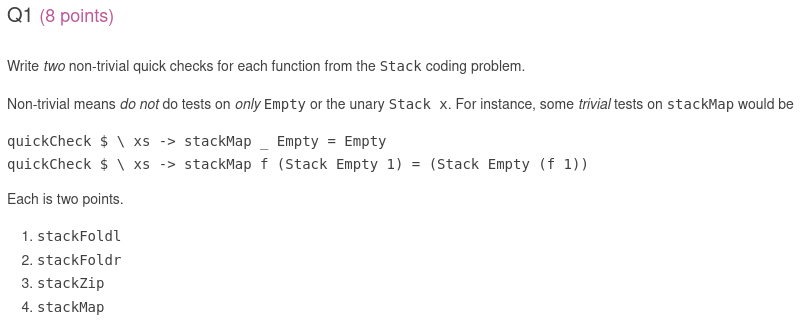 Q1 (8 points)
Write two non-trivial quick checks for each function from the Stack coding problem.
Non-trivial means do not do tests on only Empty or the unary Stack x. For instance, some trivial tests on stackMap would be
quickCheck $ \ xs -> stackMap _ Empty = Empty
quickCheck $ \ xs -> stackMap f (Stack Empty 1) = (Stack Empty (f 1))
Each is two points.
1. stackFoldl
2. stackFoldr
3. stackZip
4. stackMap